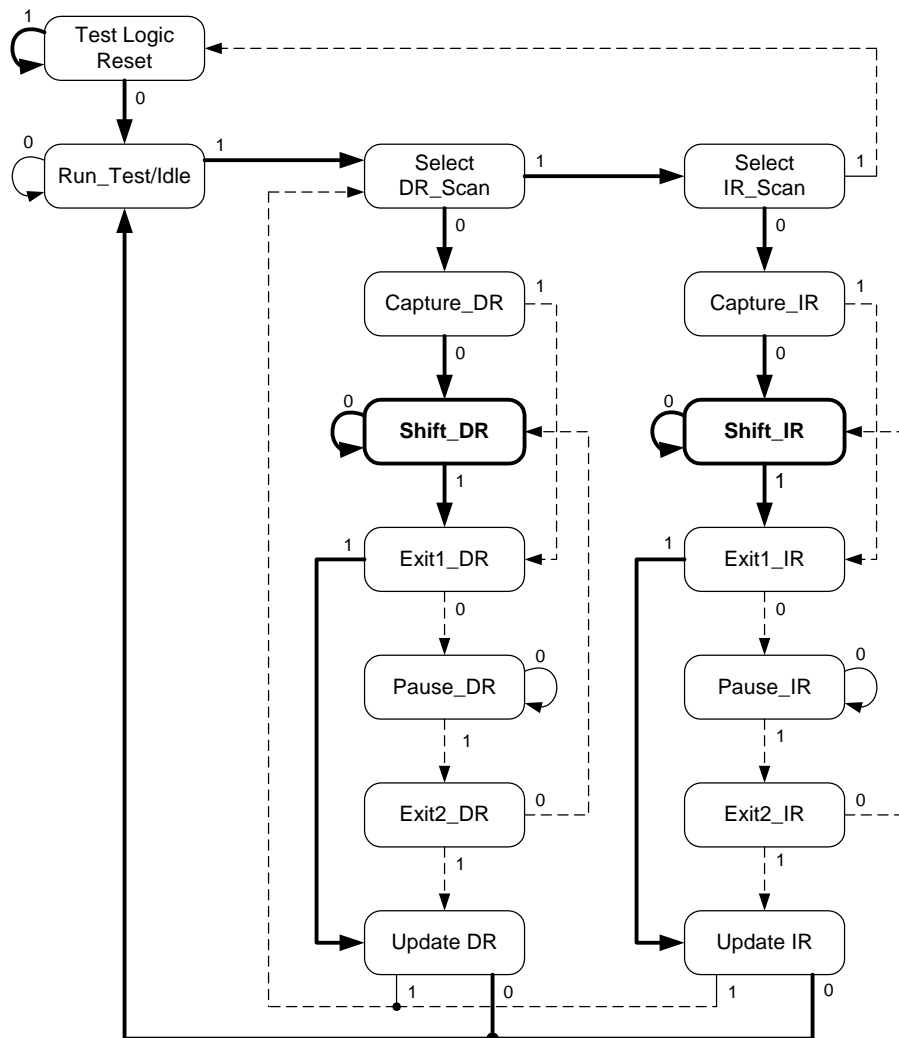 1
Test Logic
Reset
0
0
Run_Test/Idle
1
Select
DR_Scan
1
Select
IR_Scan
1
0
0
Capture_DR
1
Capture_IR
1
0
0
0
Shift_DR
0
Shift_IR
1
1
1
Exit1_DR
1
Exit1_IR
0
0
Pause_DR
0
Pause_IR
0
1
1
Exit2_DR
0
Exit2_IR
0
1
1
Update DR
Update IR
1
0
1
0